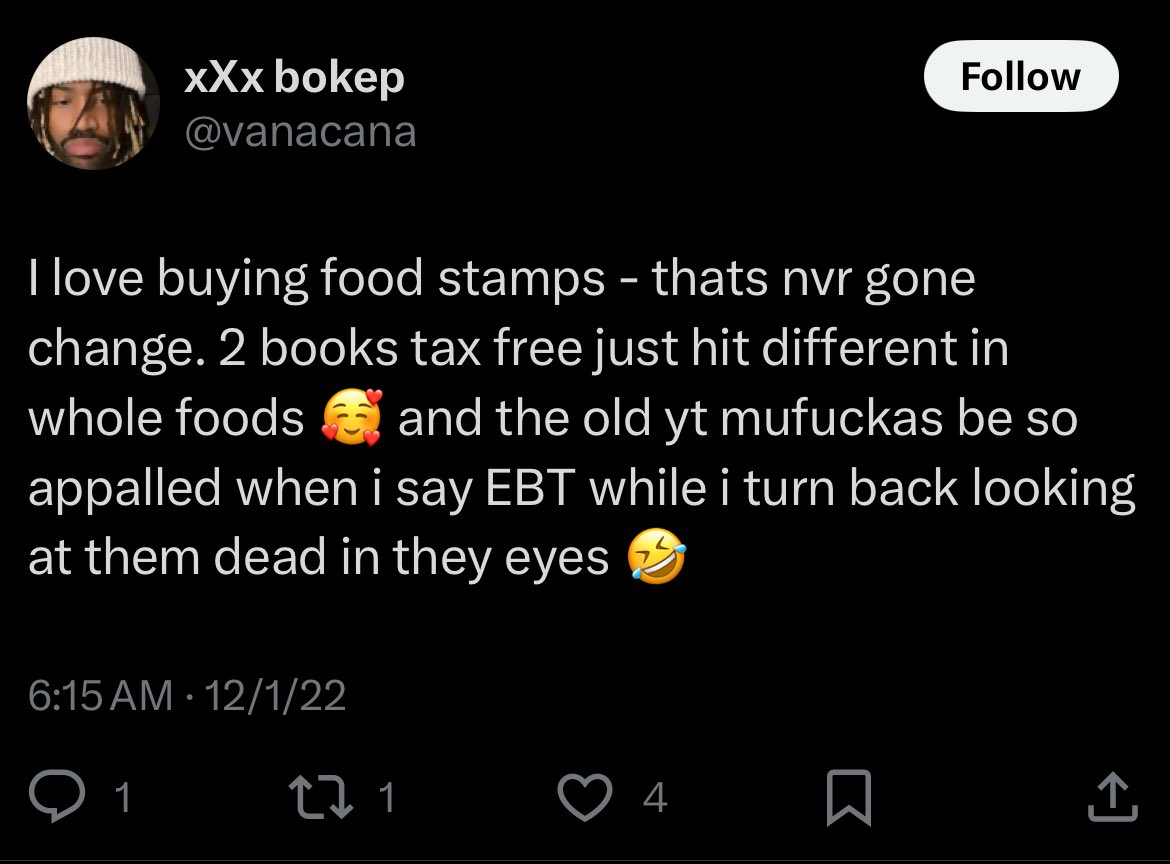 xXx bokep
Follow
@vanacana
I love buying food stamps - thats nvr gone
change. 2 books tax free just hit different in
whole foods 🥰 and the old yt mufuckas be so
appalled when i say EBT while i turn back looking
at them dead in they eyes 🤣
6:15 AM · 12/1/22
1 1 4